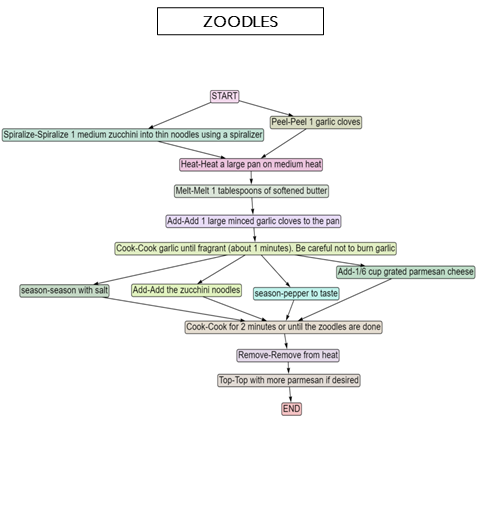 ZOODLES
START
Peel-Peel 1 garlic cloves
Spiralize-Spiralize 1 medium zucchini into thin noodles using a spiralizer
Heat-Heat a large pan on medium heat
Melt-Melt 1 tablespoons of softened butter
Add-Add 1 large minced garlic cloves to the pan
Cook-Cook garlic until fragrant (about 1 minutes). Be careful not to burn garlic
Add-1/6 cup grated parmesan cheese
season-season with salt
Add-Add the zucchini noodles
season-pepper to taste
Cook-Cook for 2 minutes or until the zoodles are done
Remove-Remove from heat
Top-Top with more parmesan if desired
END